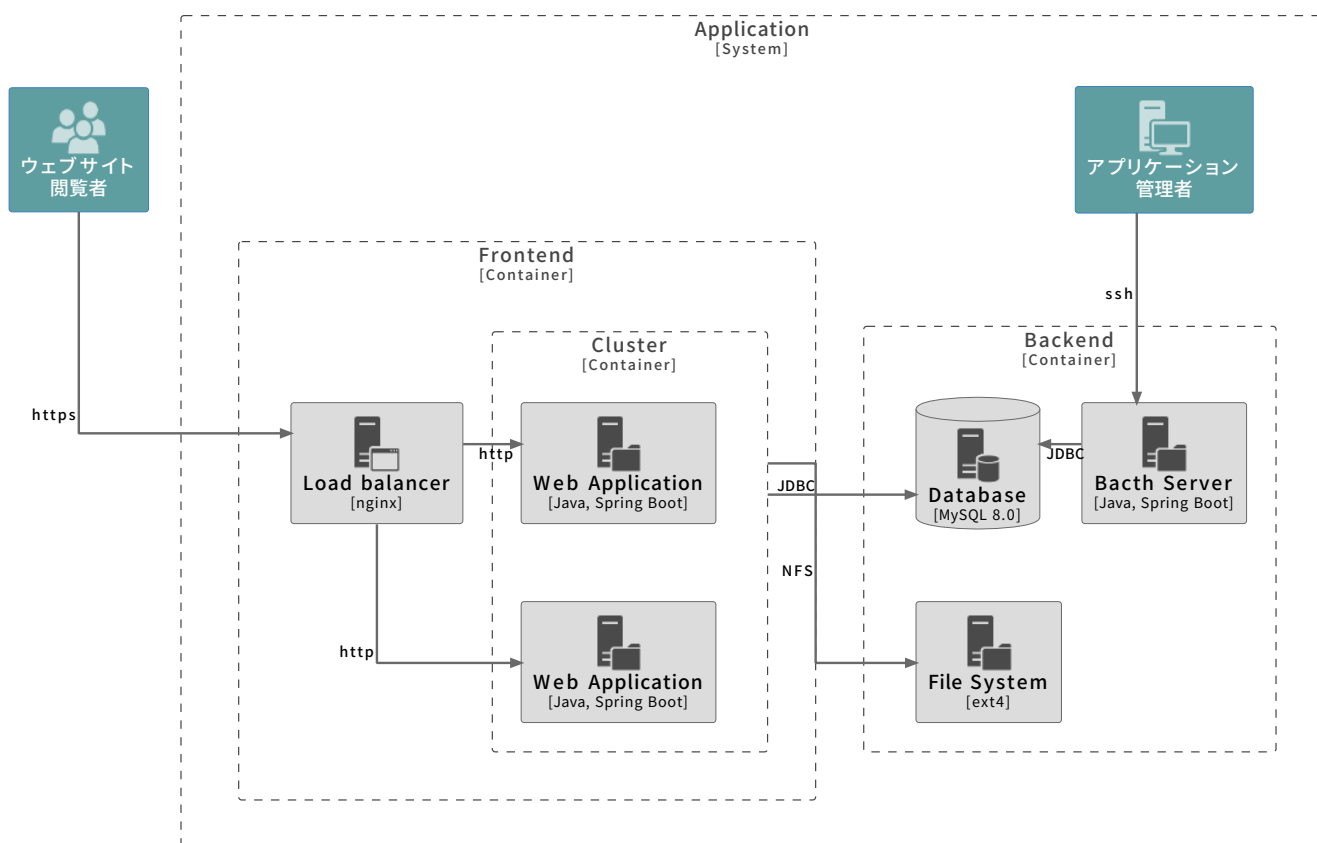 Application
[System]
ウェブサイト
閲覧者
アプリケーション
管理者
Frontend
[Container]
ssh
Cluster
[Container]
Backend
[Container]
https
http
Load balancer
[nginx]
Web Application
[Java, Spring Boot]
JDBC
Database
[MySQL 8.0]
JDBC
Bacth Server
[Java, Spring Boot]
NFS
http
Web Application
[Java, Spring Boot]
File System
[ext4]